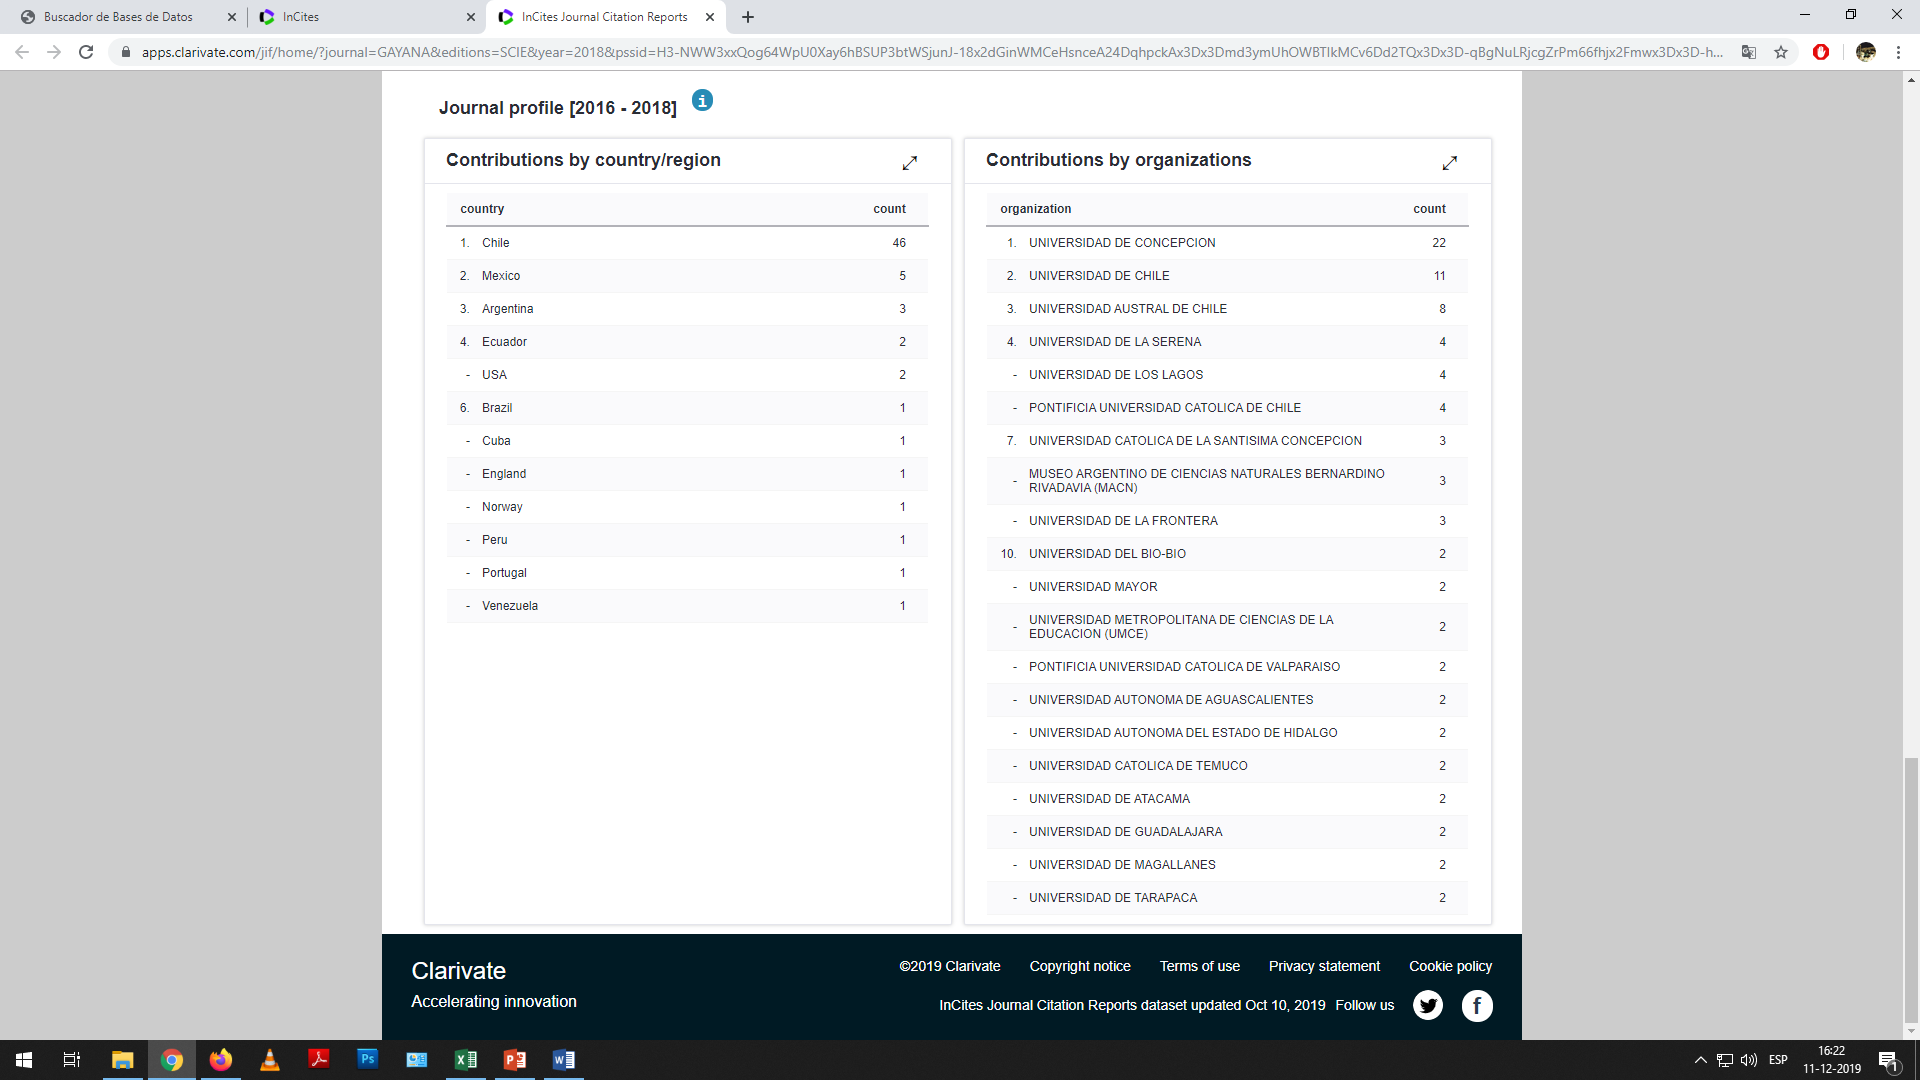 Buscador de Bases de Datos
InCites
InCites Journal Citation Reports
apps.clarivate.com/jif/home/?journal=GAYANA&editions=SCIE&year=2018&pssid=H3-NWW3xxQog64WpU0Xay6hBSUP3btWSjunJ-18x2dGinWMCeHsnceA24DqhpckAx3Dx3Dmd3ymUhOWBTIkMCv6Dd2TQx3Dx3D-qBgNuLRjcgZrPm66fhjx2Fmwx3Dx3D-h...
Journal profile [2016 - 2018]
Contributions by country/region
country count
1. Chile 46
2. Mexico 5
3. Argentina 3
4. Ecuador 2
- USA 2
6. Brazil 1
- Cuba 1
- England 1
- Norway 1
- Peru 1
- Portugal 1
- Venezuela 1
Contributions by organizations
organization count
1. UNIVERSIDAD DE CONCEPCION 22
2. UNIVERSIDAD DE CHILE 11
3. UNIVERSIDAD AUSTRAL DE CHILE 8
4. UNIVERSIDAD DE LA SERENA 4
- UNIVERSIDAD DE LOS LAGOS 4
- PONTIFICIA UNIVERSIDAD CATOLICA DE CHILE 4
7. UNIVERSIDAD CATOLICA DE LA SANTISIMA CONCEPCION 3
- MUSEO ARGENTINO DE CIENCIAS NATURALES BERNARDINO
RIVADAVIA (MACN) 3
- UNIVERSIDAD DE LA FRONTERA 3
10. UNIVERSIDAD DEL BIO-BIO 2
- UNIVERSIDAD MAYOR 2
- UNIVERSIDAD METROPOLITANA DE CIENCIAS DE LA
EDUCACION (UMCE) 2
- PONTIFICIA UNIVERSIDAD CATOLICA DE VALPARAISO 2
- UNIVERSIDAD AUTONOMA DE AGUASCALIENTES 2
- UNIVERSIDAD AUTONOMA DEL ESTADO DE HIDALGO 2
- UNIVERSIDAD CATOLICA DE TEMUCO 2
- UNIVERSIDAD DE ATACAMA 2
- UNIVERSIDAD DE GUADALAJARA 2
- UNIVERSIDAD DE MAGALLANES 2
- UNIVERSIDAD DE TARAPACA 2
Clarivate
Accelerating innovation
©2019 Clarivate Copyright notice Terms of use Privacy statement Cookie policy
InCites Journal Citation Reports dataset updated Oct 10, 2019 Follow us
ESP
16:22
11-12-2019
1